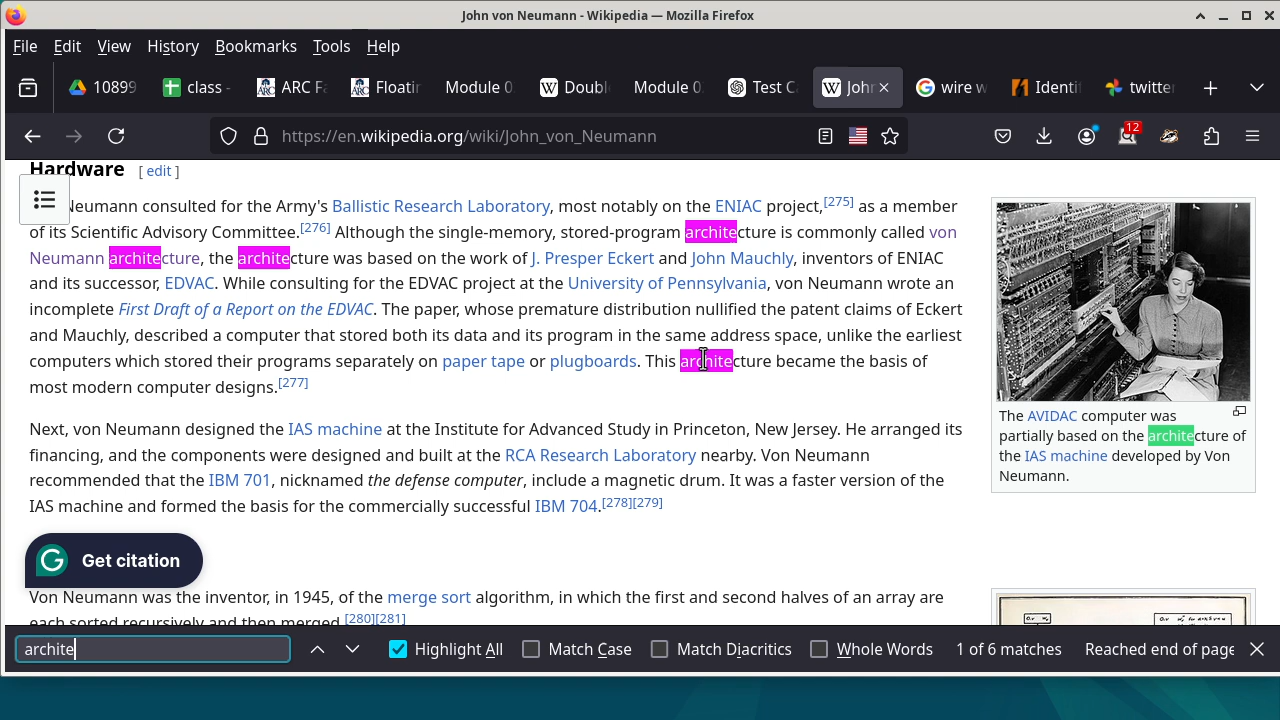 John von Neumann - Wikipedia — Mozilla Firefox
File Edit View History Bookmarks Tools Help
10899 class - ARC Fa Floatin Module 0 Doubl Module 0 Test Ca John wire w Identi twitte
https://en.wikipedia.org/wiki/John_von_Neumann
12
Hardware [ edit ]
Neumann consulted for the Army's Ballistic Research Laboratory, most notably on the ENIAC project,[275] as a member
of its Scientific Advisory Committee.[276] Although the single-memory, stored-program architecture is commonly called von
Neumann architecture, the architecture was based on the work of J. Presper Eckert and John Mauchly, inventors of ENIAC
and its successor, EDVAC. While consulting for the EDVAC project at the University of Pennsylvania, von Neumann wrote an
incomplete First Draft of a Report on the EDVAC. The paper, whose premature distribution nullified the patent claims of Eckert
and Mauchly, described a computer that stored both its data and its program in the same address space, unlike the earliest
computers which stored their programs separately on paper tape or plugboards. This architecture became the basis of
most modern computer designs.[277]
The AVIDAC computer was
partially based on the architecture of
the IAS machine developed by Von
Neumann.
Next, von Neumann designed the IAS machine at the Institute for Advanced Study in Princeton, New Jersey. He arranged its
financing, and the components were designed and built at the RCA Research Laboratory nearby. Von Neumann
recommended that the IBM 701, nicknamed the defense computer, include a magnetic drum. It was a faster version of the
IAS machine and formed the basis for the commercially successful IBM 704.[278][279]
Get citation
Von Neumann was the inventor, in 1945, of the merge sort algorithm, in which the first and second halves of an array are
each sorted recursively and then merged.[280][281]
archite Highlight All Match Case Match Diacritics Whole Words 1 of 6 matches Reached end of page